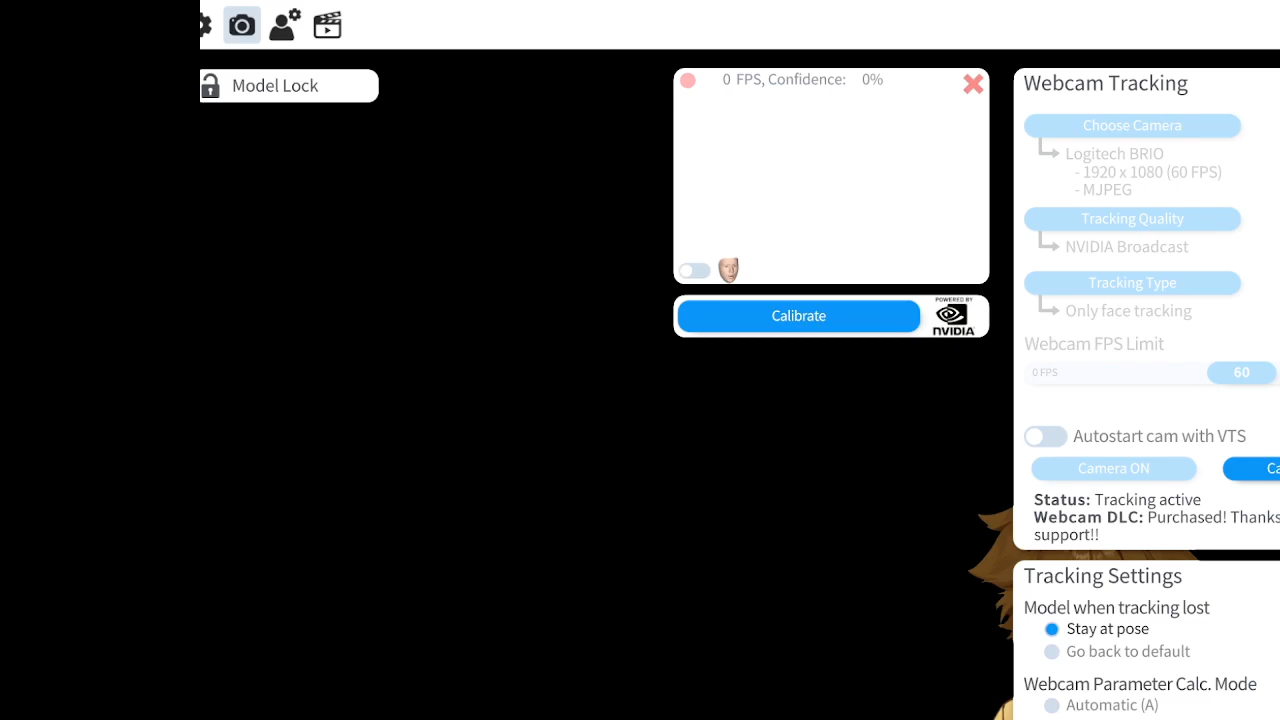 Model Lock
0 FPS, Confidence: 0%
Calibrate
POWERED BY
NVIDIA
Webcam Tracking
Choose Camera
Logitech BRIO
- 1920 x 1080 (60 FPS)
- MJPEG
Tracking Quality
NVIDIA Broadcast
Tracking Type
Only face tracking
Webcam FPS Limit
0 FPS
60
Autostart cam with VTS
Camera ON
Ca
Status: Tracking active
Webcam DLC: Purchased! Thanks
support!!
Tracking Settings
Model when tracking lost
Stay at pose
Go back to default
Webcam Parameter Calc. Mode
Automatic (A)